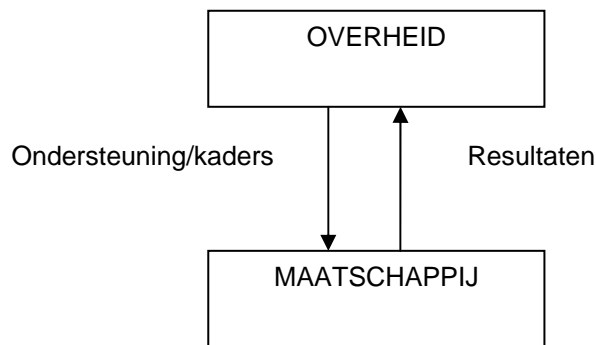 OVERHEID
Ondersteuning/kaders
Resultaten
MAATSCHAPPIJ